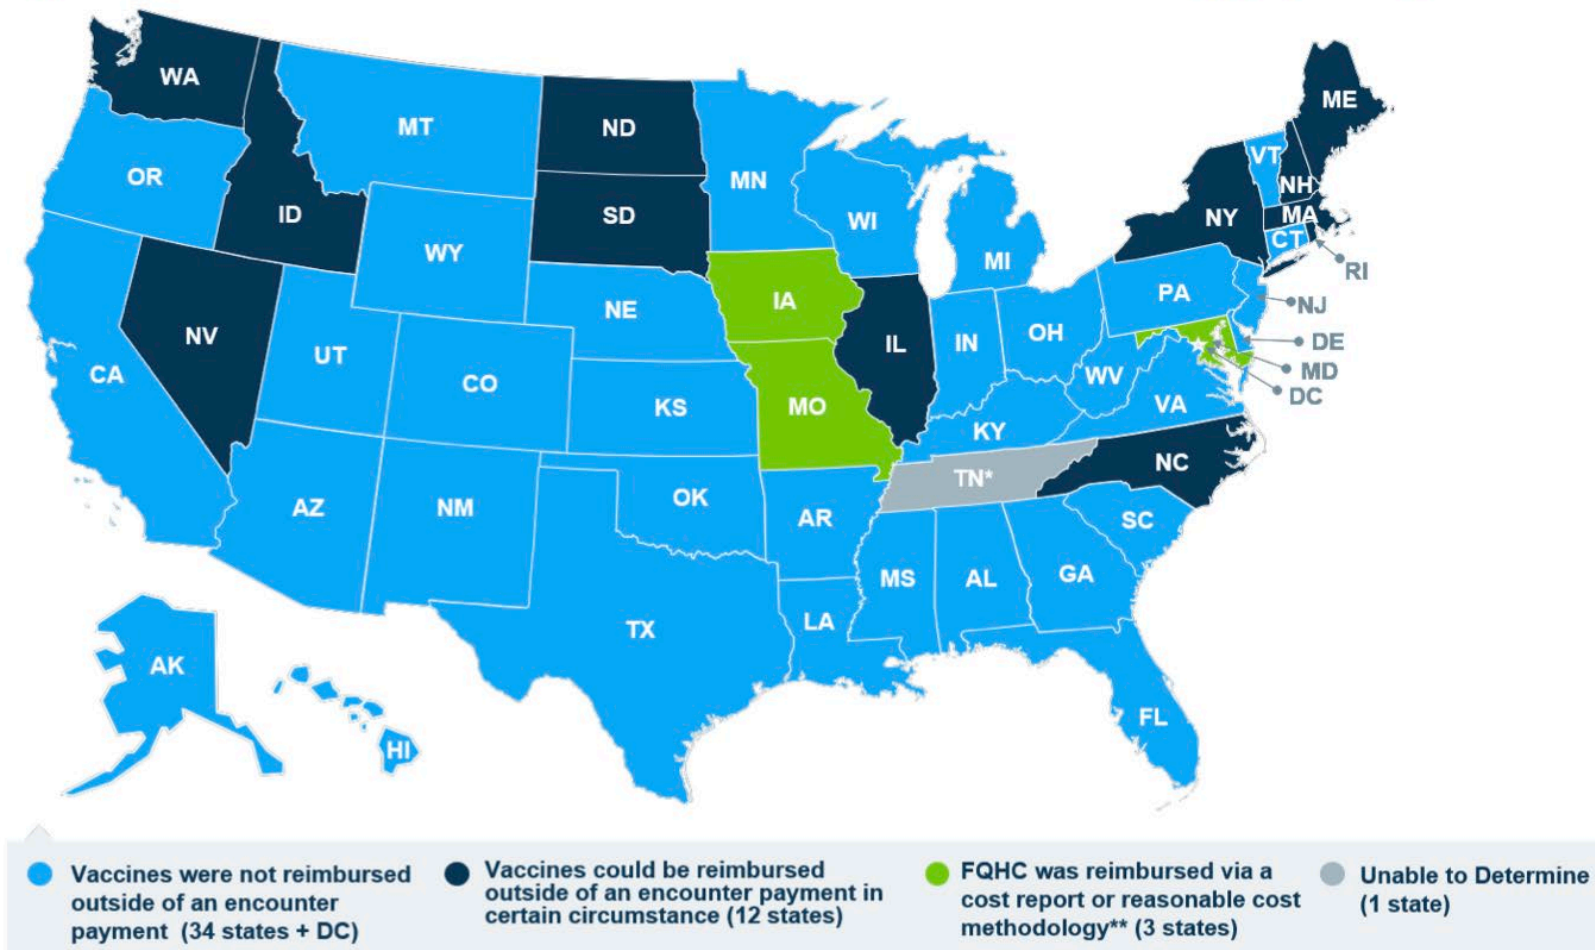 WA
ME
MT
ND
VT
MN
OR
NH
ID
SD
MA
NY
WI
CT
WY
MI
RI
PA
IA
NE
NJ
NV
OH
IL
IN
DE
UT
MD
CA
CO
WV
DC
MO
KS
VA
KY
NC
TN*
OK
AZ
NM
AR
SC
GA
MS
AL
LA
TX
AK
FL
HI
Vaccines were not reimbursed
outside of an encounter
payment (34 states + DC)
Vaccines could be reimbursed
outside of an encounter payment in
certain circumstance (12 states)
FQHC was reimbursed via a
cost report or reasonable cost
methodology** (3 states)
Unable to Determine
(1 state)